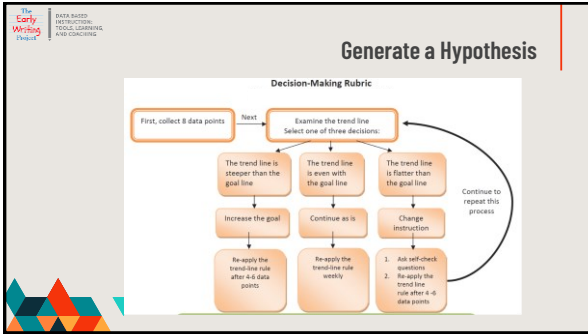 The
Early
Writing
Project
DATA BASED
INSTRUCTION:
TOOLS, LEARNING,
AND COACHING
Generate a Hypothesis
Decision-Making Rubric
First, collect 8 data points
Next
Examine the trend line
Select one of three decisions:
The trend line is
steeper than the
goal line
The trend line
is even with
the goal line
The trend line
is flatter than
the goal line
Continue to
repeat this
process
Increase the goal
Continue as is
Change
instruction
Re-apply the
trend-line rule
after 4-6 data
points
Re-apply the
trend-line rule
weekly
1. Ask self-check
questions
2. Re-apply the
trend line
rule after 4 -6
data points